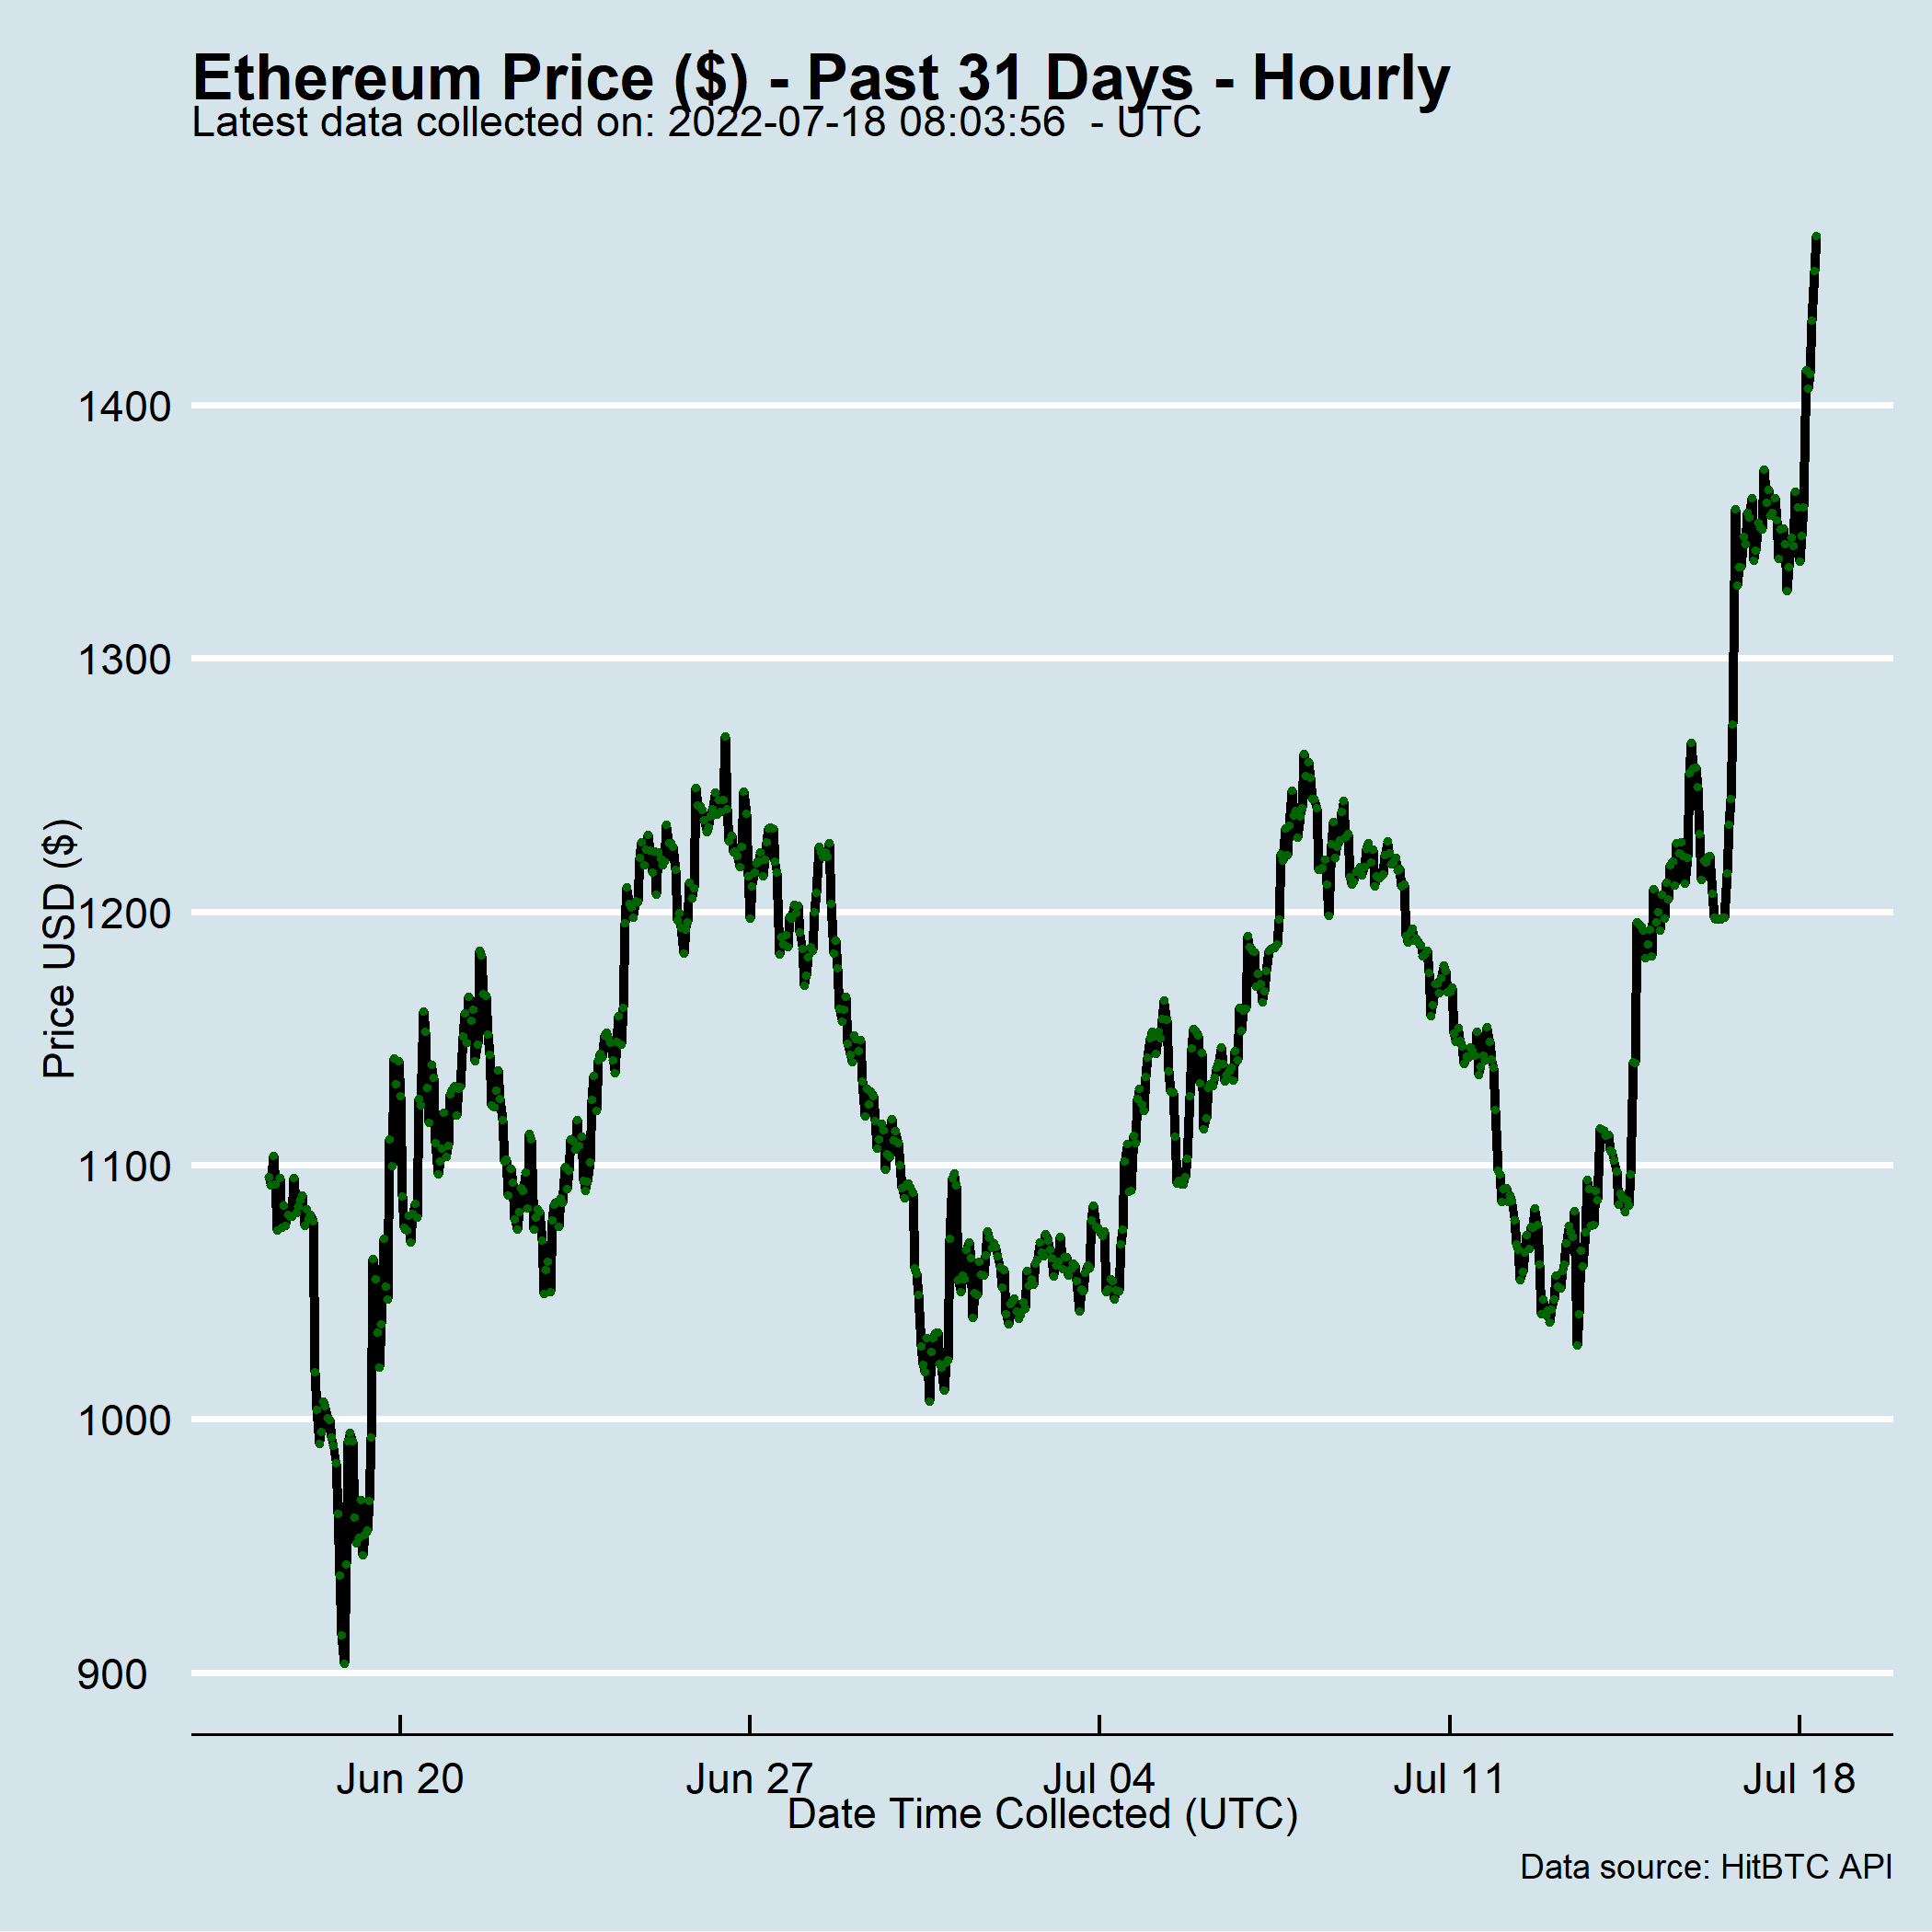 Ethereum Price ($) - Past 31 Days - Hourly
Latest data collected on: 2022-07-18 08:03:56  - UTC
1400
1300
1200
1100
1000
900
Price USD ($)
Jun 20
Jun 27
Jul 04
Jul 11
Jul 18
Date Time Collected (UTC)
Data source: HitBTC API